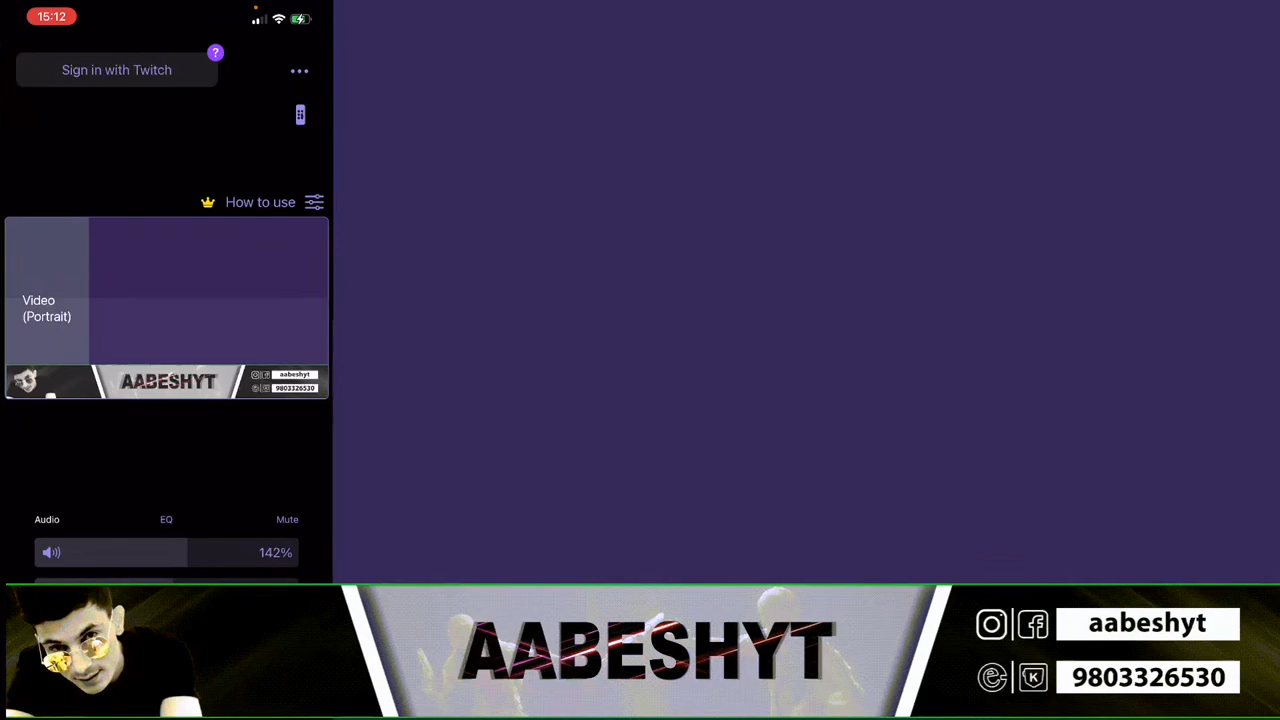 15:12
?
Sign in with Twitch
How to use
Video
(Portrait)
AABESHYT
aabeshyt
9803326530
Audio EQ Mute
142%
AABESHYT
aabeshyt
K
9803326530